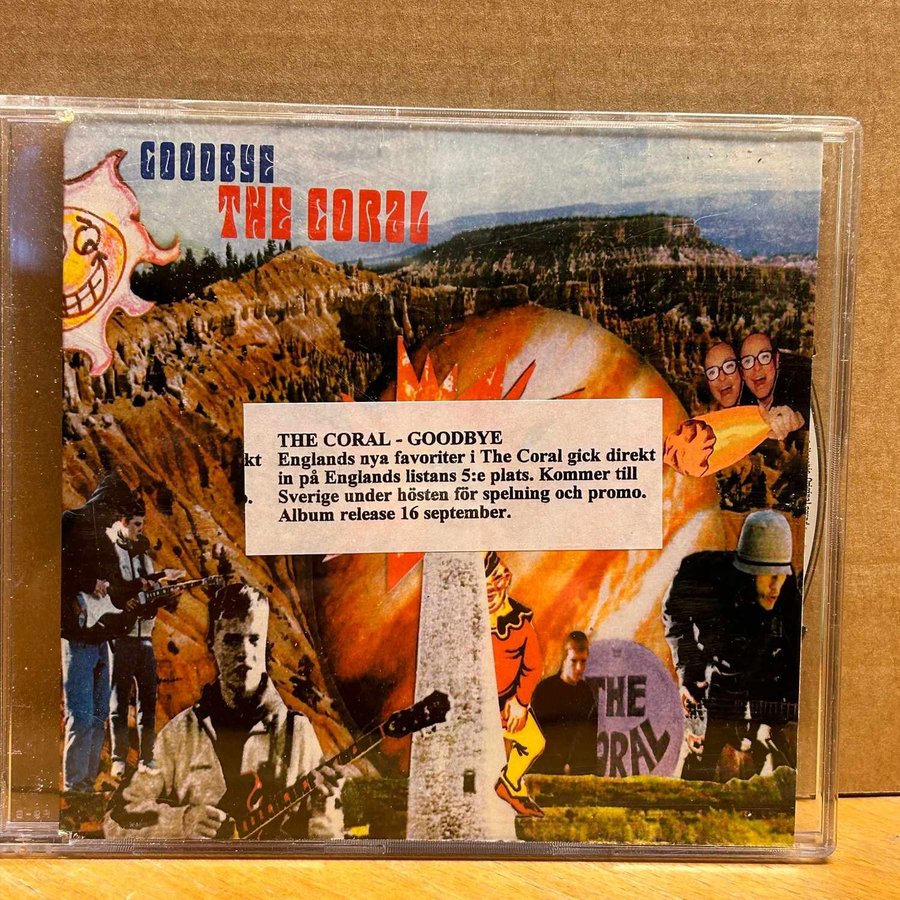 GOODBYE
THE CORAL
THE CORAL - GOODBYE
kt Englands nya favoriter i The Coral gick direkt
in på Englands listans 5:e plats. Kommer till
o. Sverige under hösten för spelning och promo.
Album release 16 september.
THE
CORAL